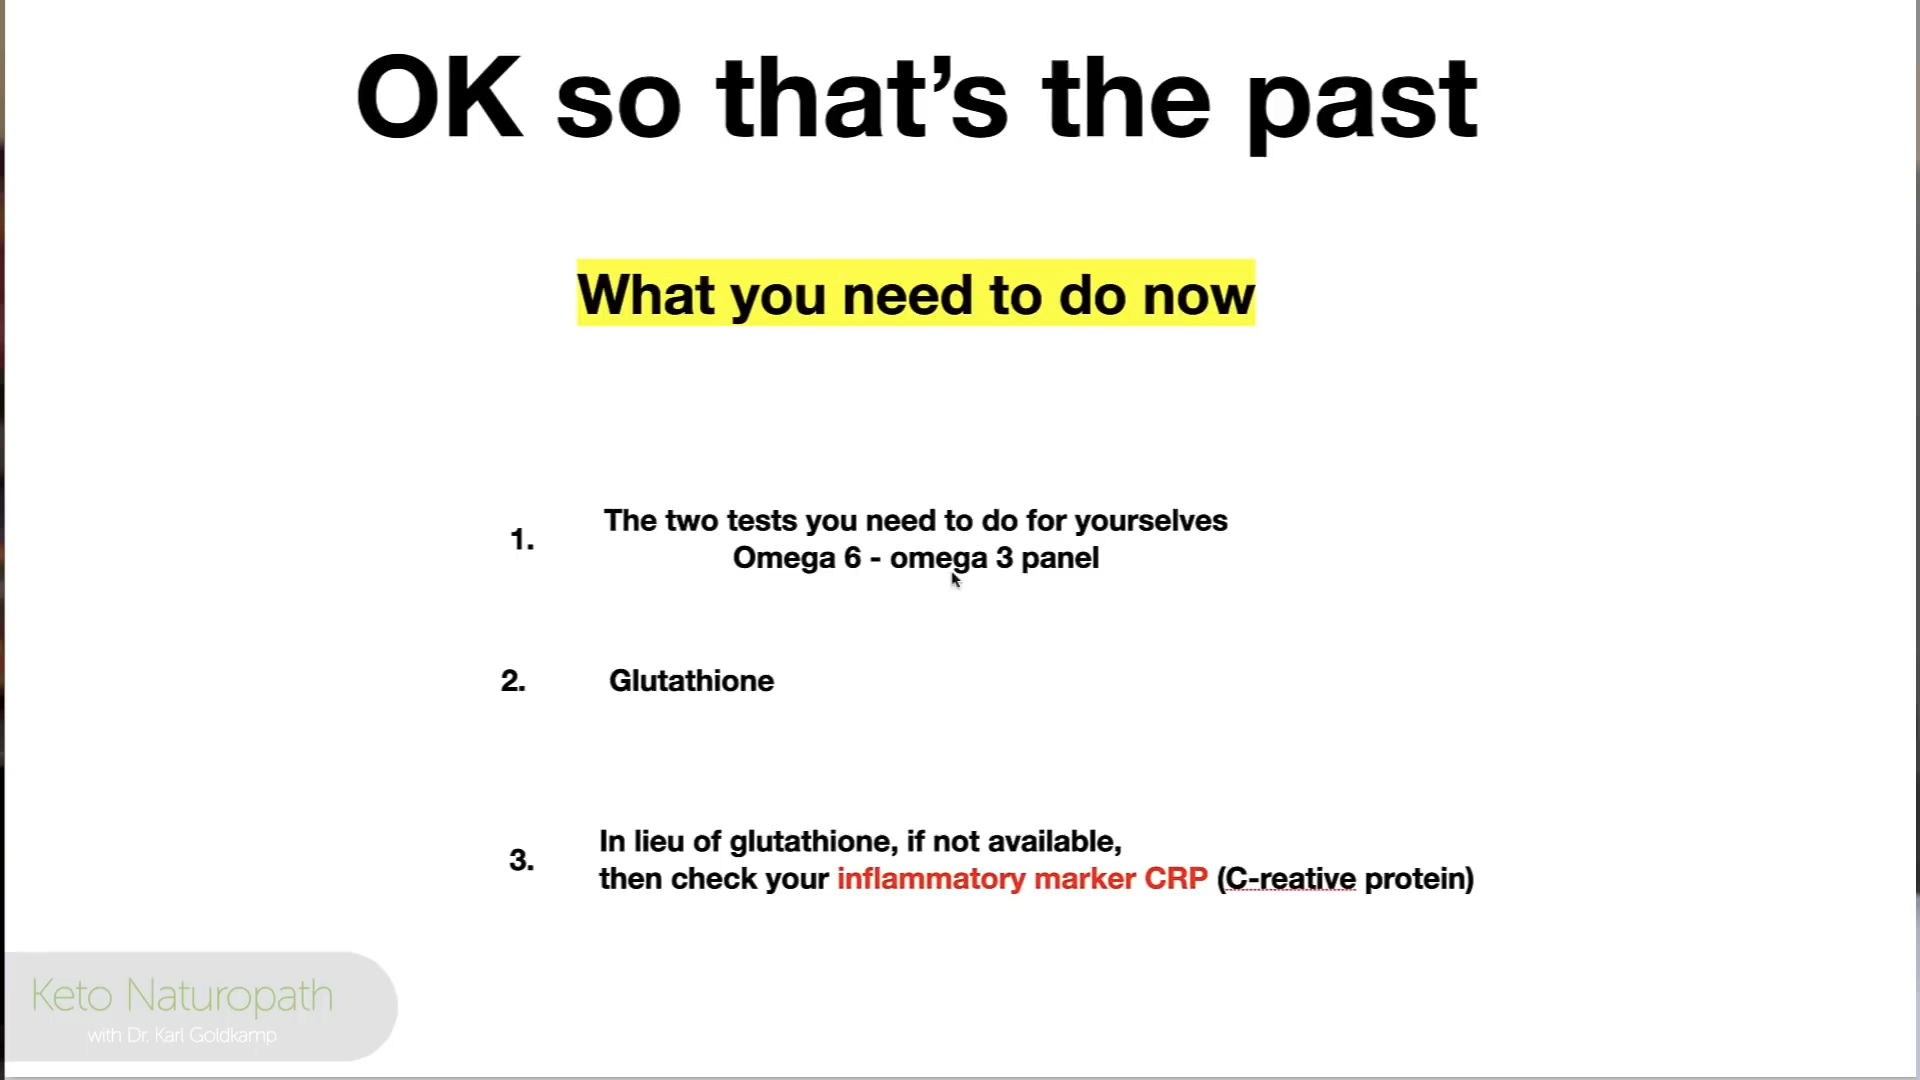 OK so that’s the past
What you need to do now
1. The two tests you need to do for yourselves
Omega 6 - omega 3 panel
2. Glutathione
3. In lieu of glutathione, if not available,
then check your inflammatory marker CRP (C-reative protein)
Keto Naturopath
with Dr. Karl Goldkamp